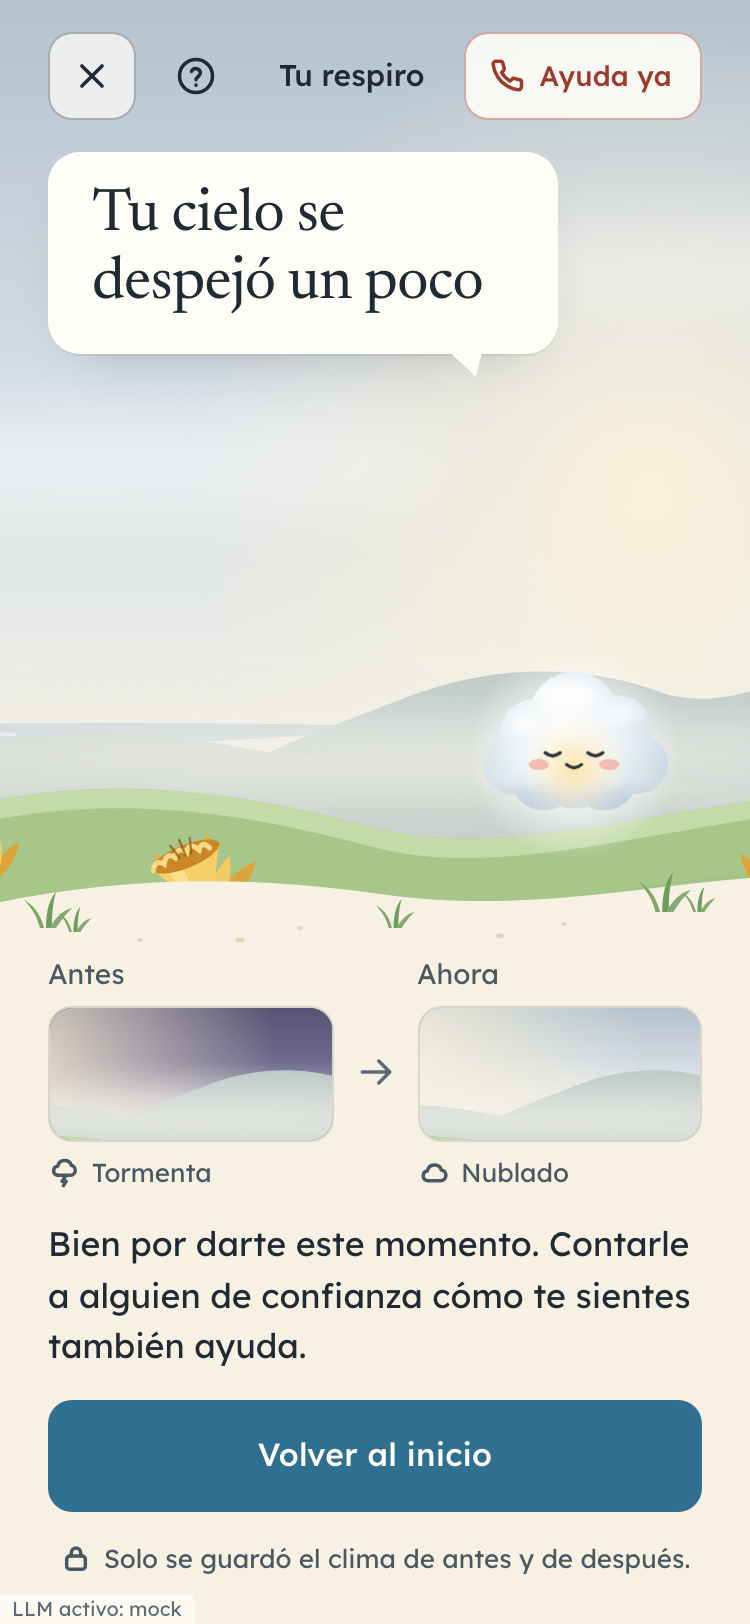 Tu respiro
Ayuda ya
Tu cielo se
despejó un poco
Antes
Ahora
Tormenta
Nublado
Bien por darte este momento. Contarle
a alguien de confianza cómo te sientes
también ayuda.
Volver al inicio
Solo se guardó el clima de antes y de después.
LLM activo: mock